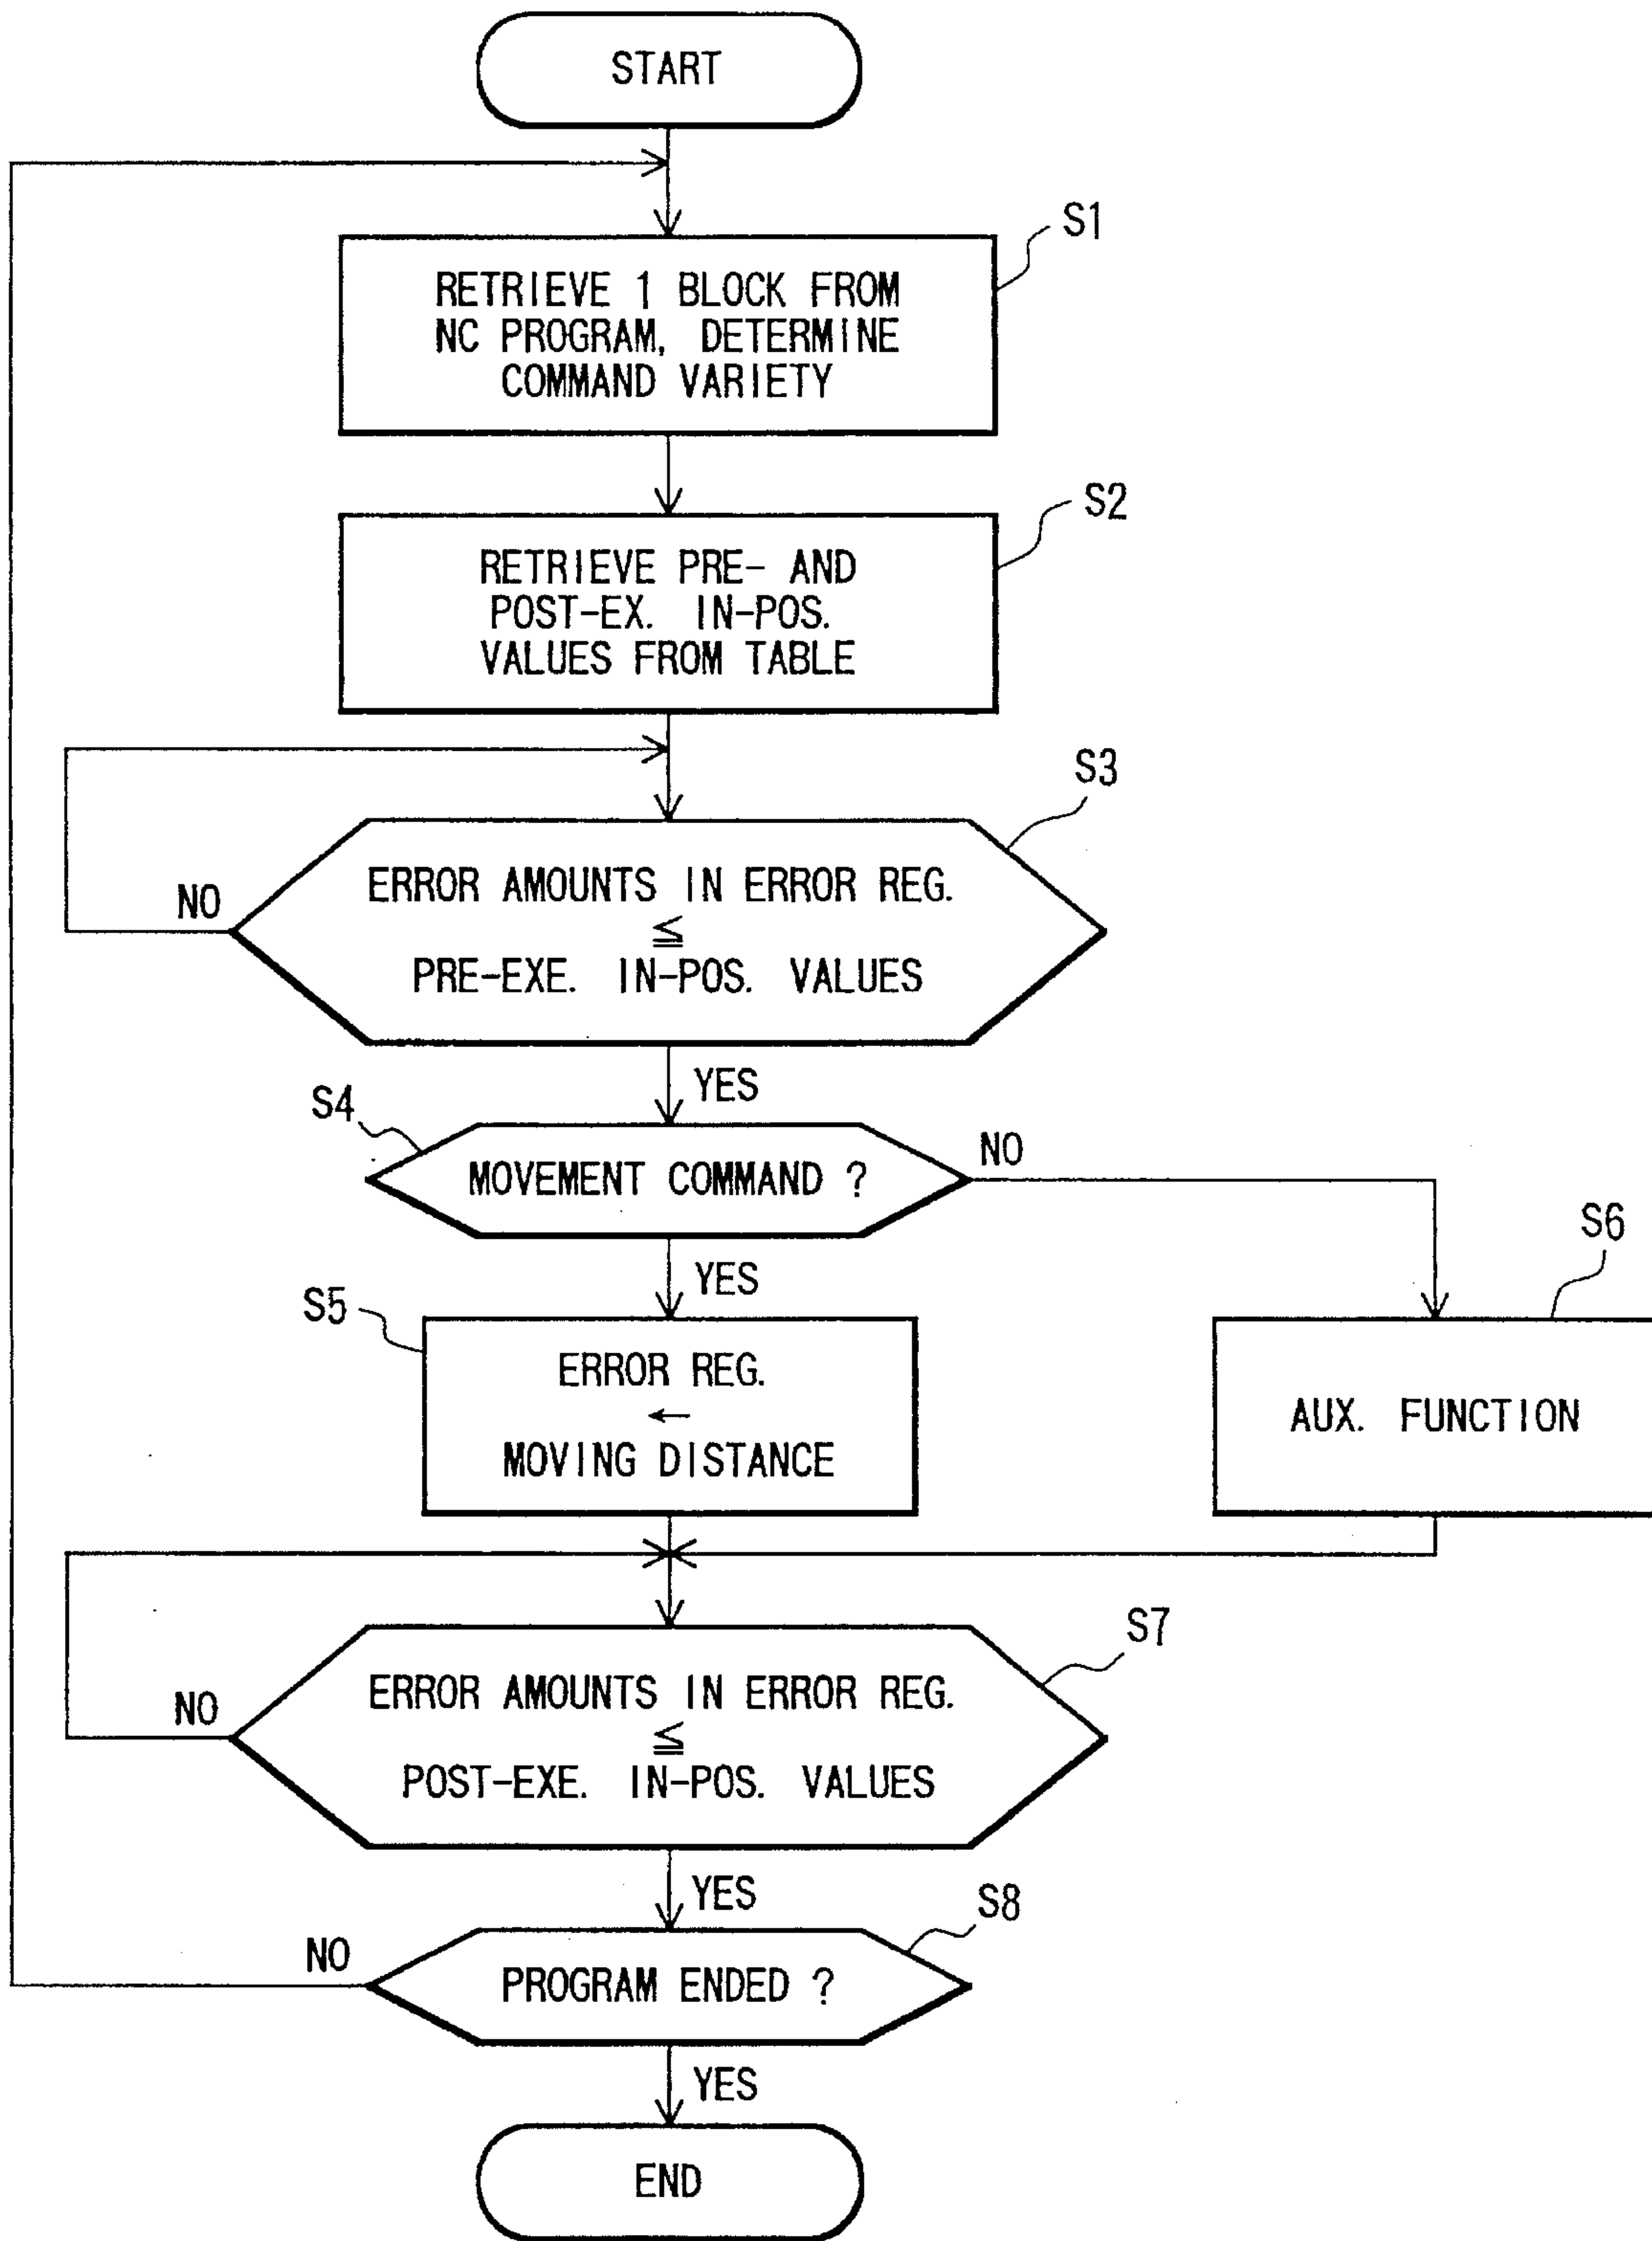 START
S1
RETRIEVE 1 BLOCK FROM
NC PROGRAM, DETERMINE
COMMAND VARIETY
S2
RETRIEVE PRE- AND
POST-EX. IN-POS.
VALUES FROM TABLE
S3
ERROR AMOUNTS IN ERROR REG.
≦
PRE-EXE. IN-POS. VALUES
NO
YES
S4
MOVEMENT COMMAND ?
NO
YES
S5
ERROR REG.
←
MOVING DISTANCE
S6
AUX. FUNCTION
S7
ERROR AMOUNTS IN ERROR REG.
≦
POST-EXE. IN-POS. VALUES
NO
YES
S8
PROGRAM ENDED ?
NO
YES
END